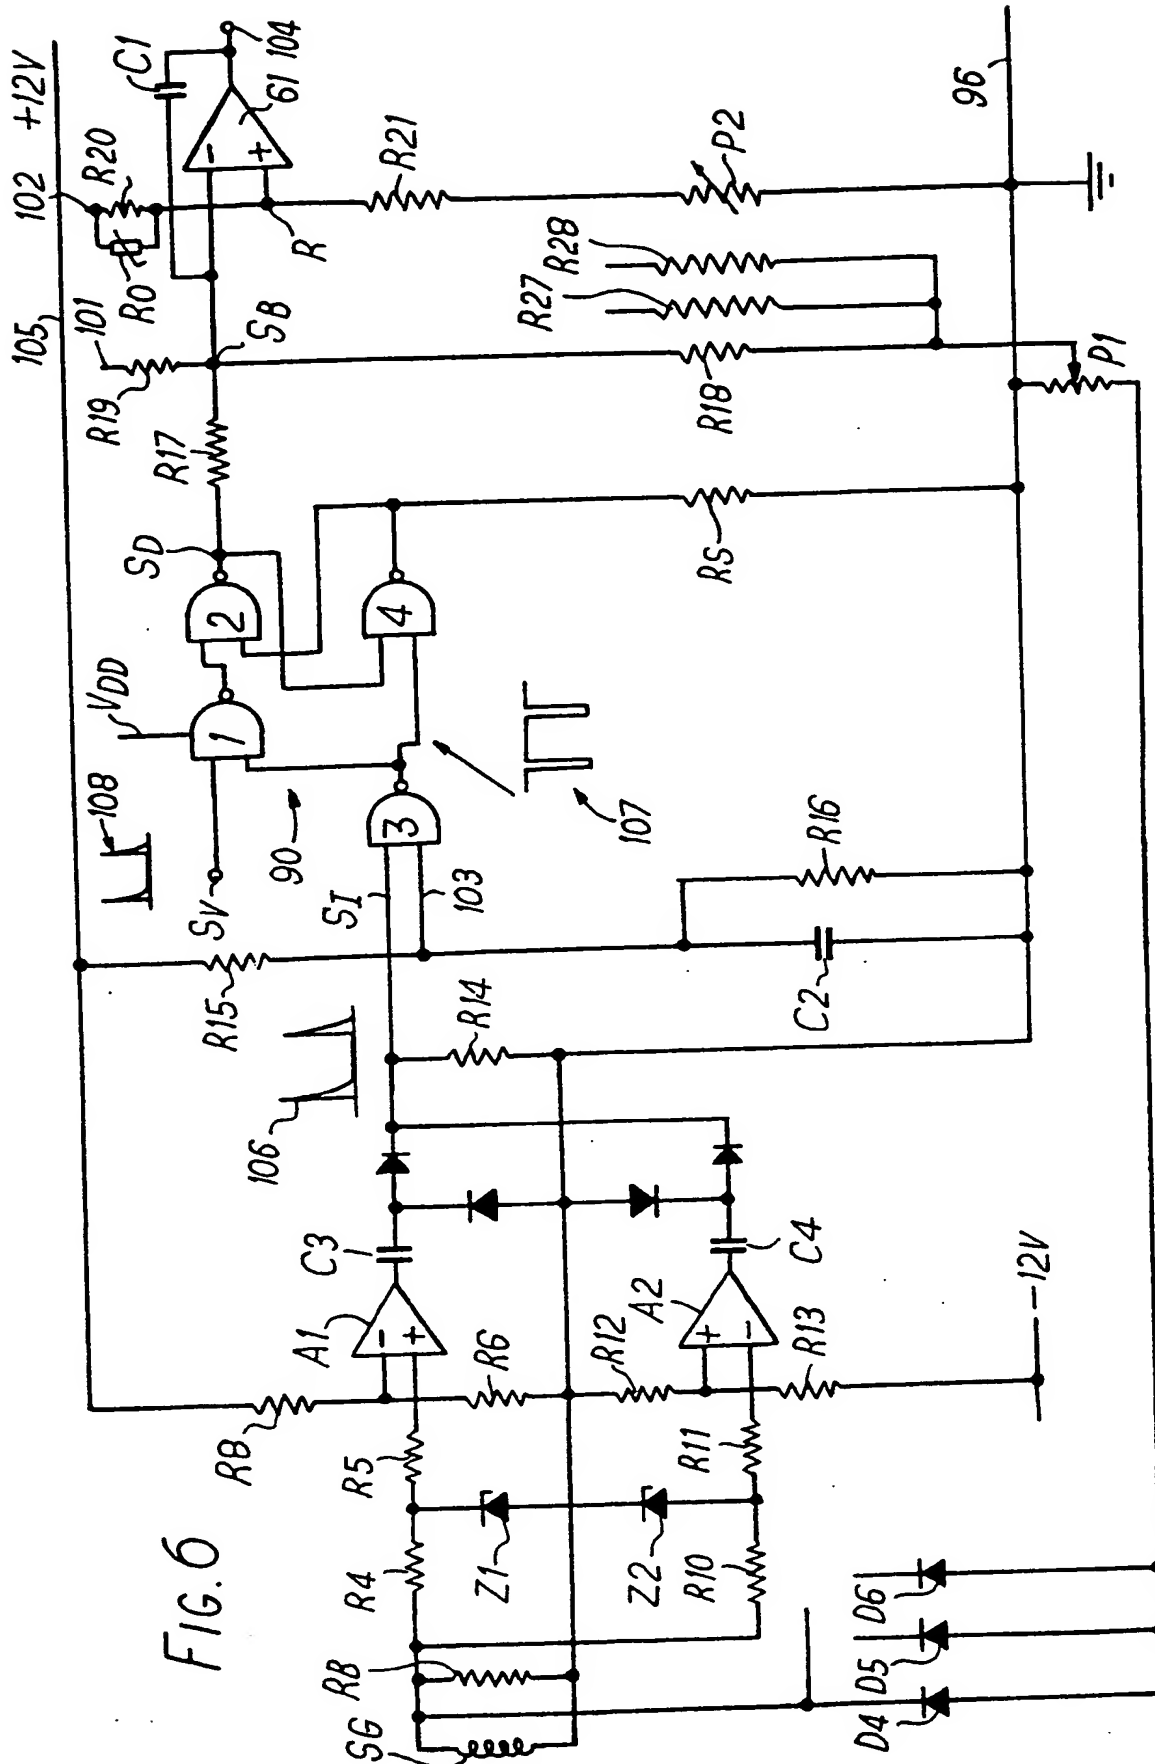 FIG. 6
105
102
+12V
101
R19
R0
R20
C1
104
61
-
+
R
SB
R17
SD
VDD
108
SV
90
1
2
3
4
SI
103
107
R15
R14
106
R16
C2
RS
R18
R27
R28
R21
P2
96
P1
A1
-
+
C3
R8
R6
R5
R4
Z1
Z2
R12
A2
+
-
C4
R13
-12V
R11
R10
RB
SG
D4
D5
D6